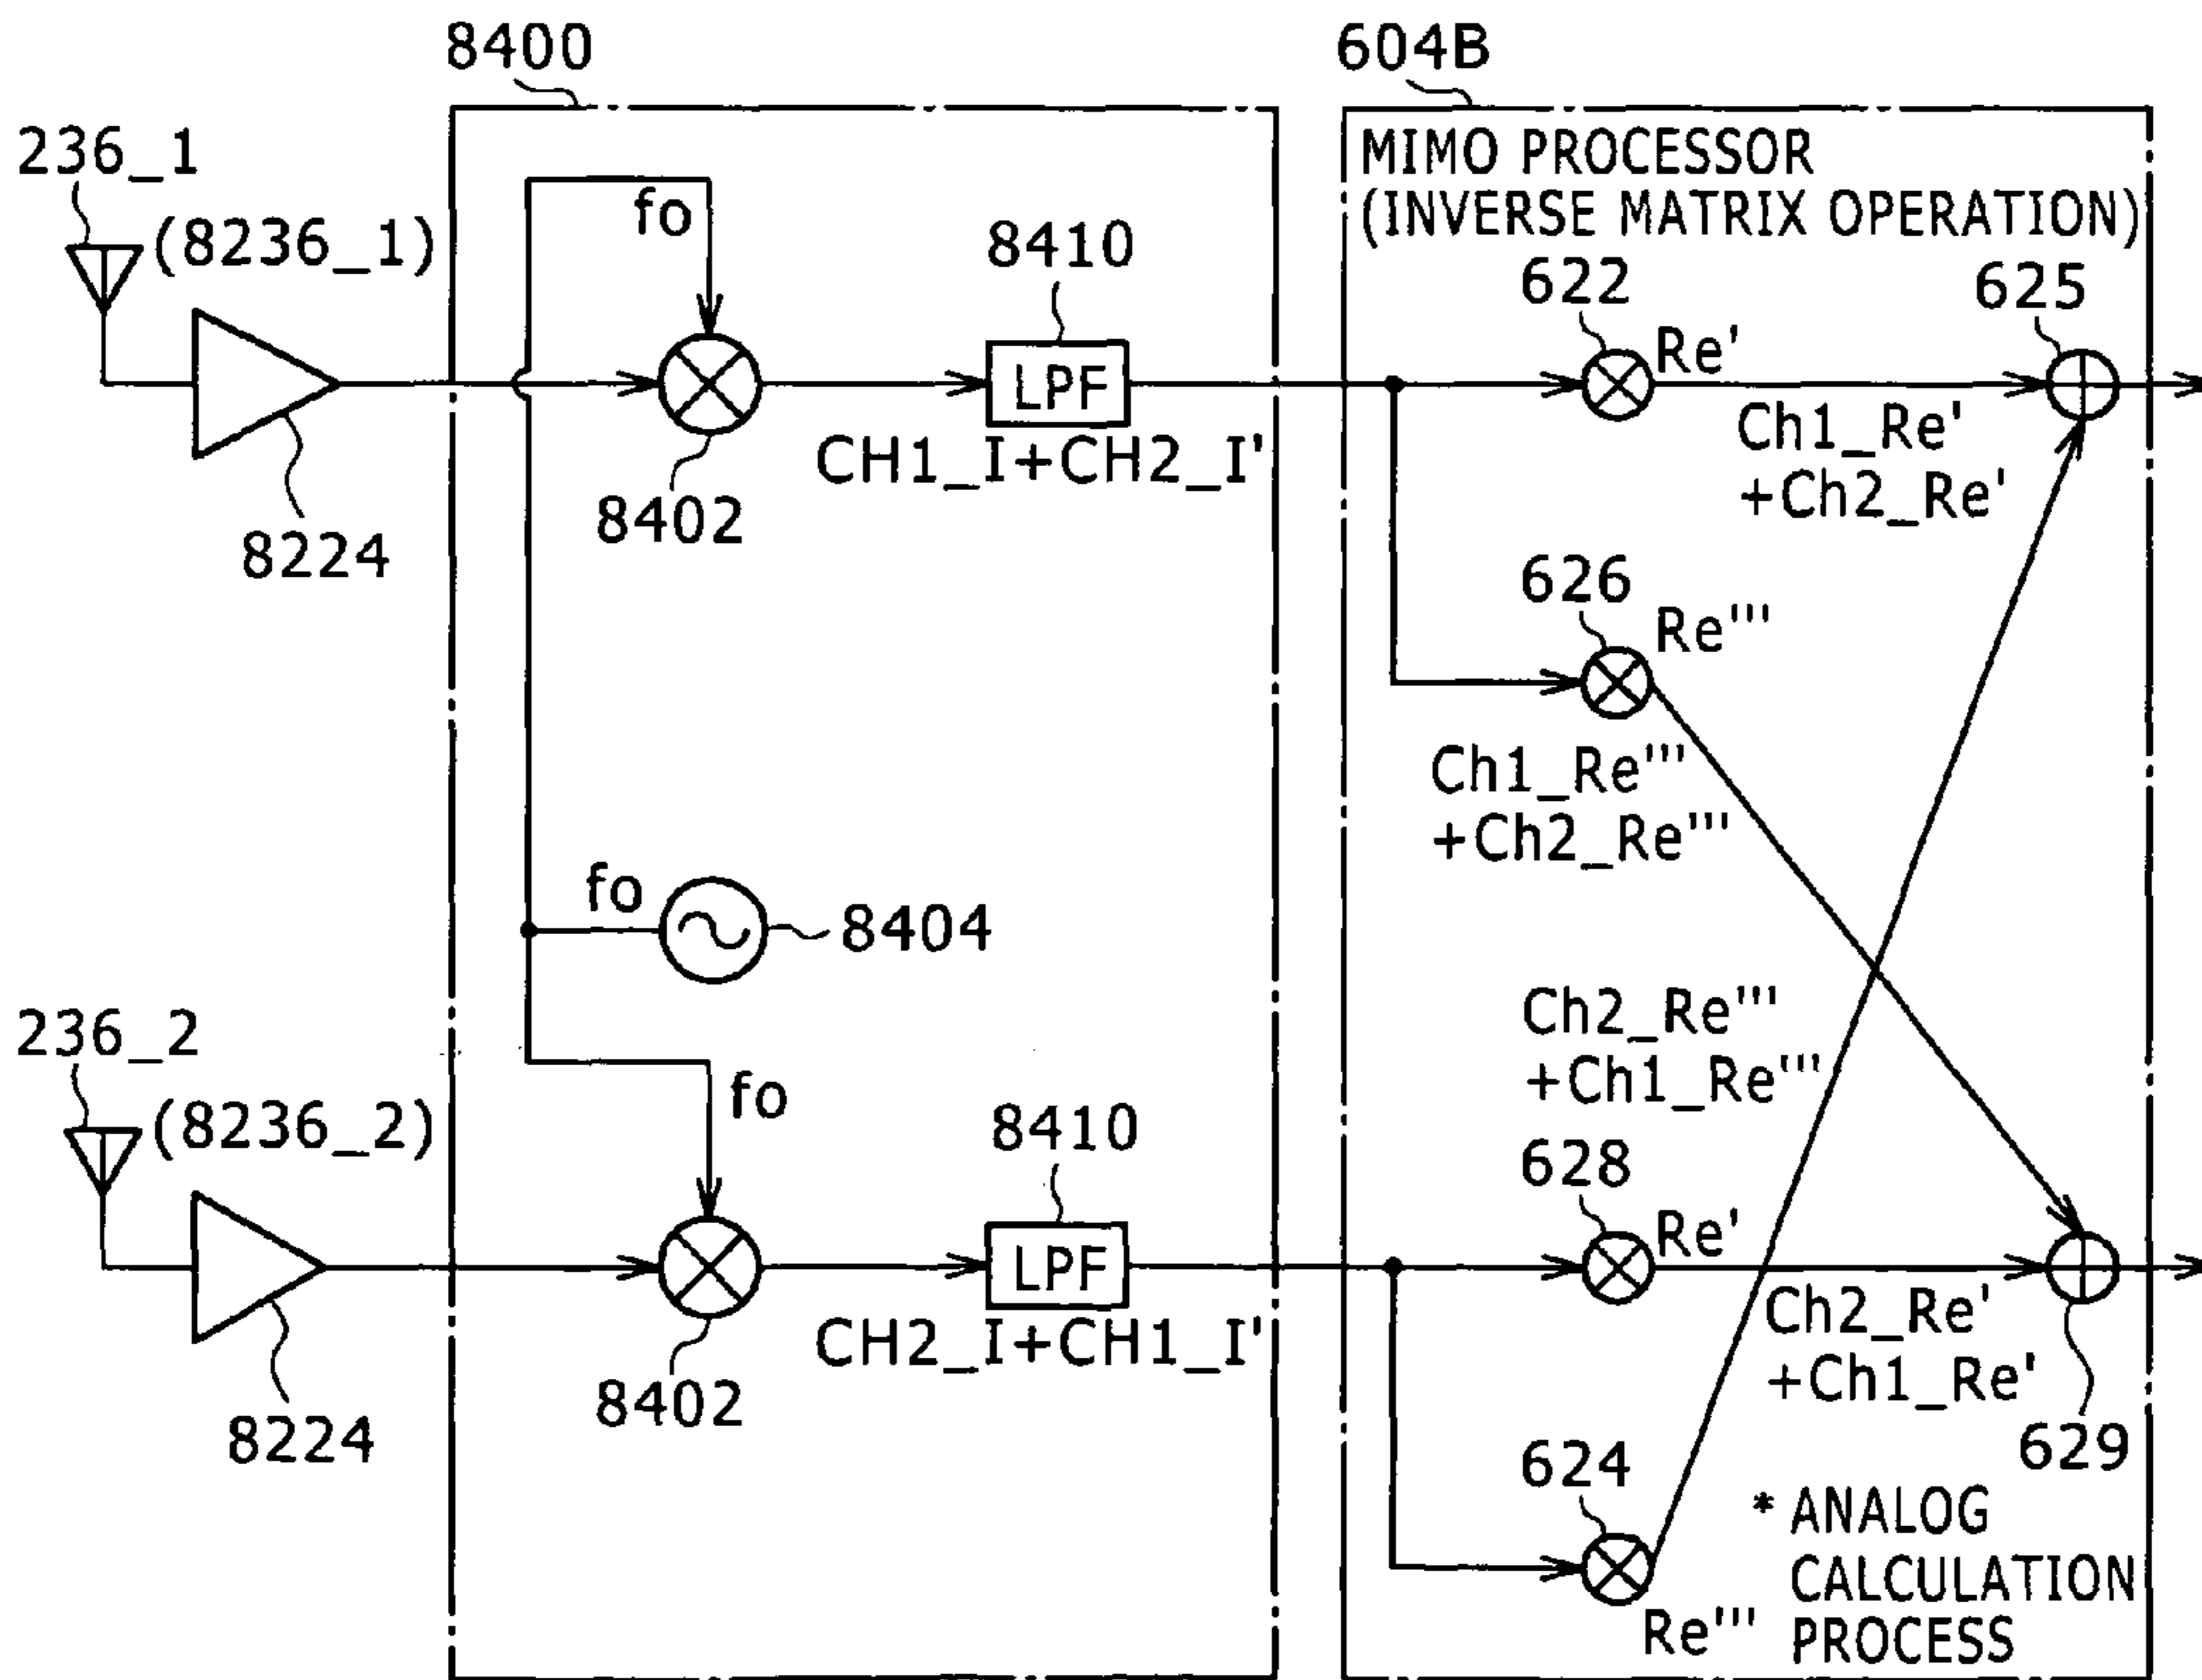 8400
604B
236_1
(8236_1)
MIMO PROCESSOR
(INVERSE MATRIX OPERATION)
fo
8410
622
625
Re'
LPF
Ch1_Re'
+Ch2_Re'
CH1_I+CH2_I'
8402
8224
626
Re'''
Ch1_Re'''
+Ch2_Re'''
fo
8404
Ch2_Re'''
+Ch1_Re'''
236_2
(8236_2)
fo
8410
628
Re'
LPF
Ch2_Re'
+Ch1_Re'
CH2_I+CH1_I'
8402
8224
629
624
Re'''
* ANALOG
CALCULATION
PROCESS